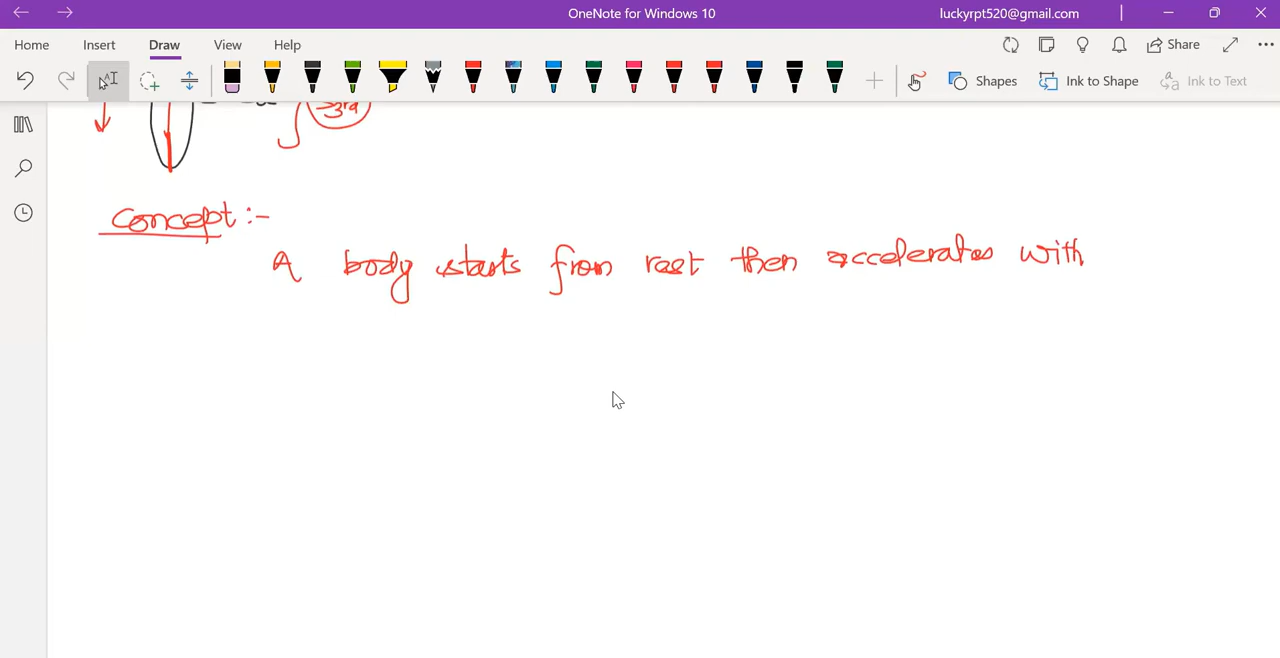 OneNote for Windows 10
luckyrpt520@gmail.com
Home Insert Draw View Help
Share
Shapes
Ink to Shape
Ink to Text
3rd
Concept :-
A body starts from rest then accelerates with